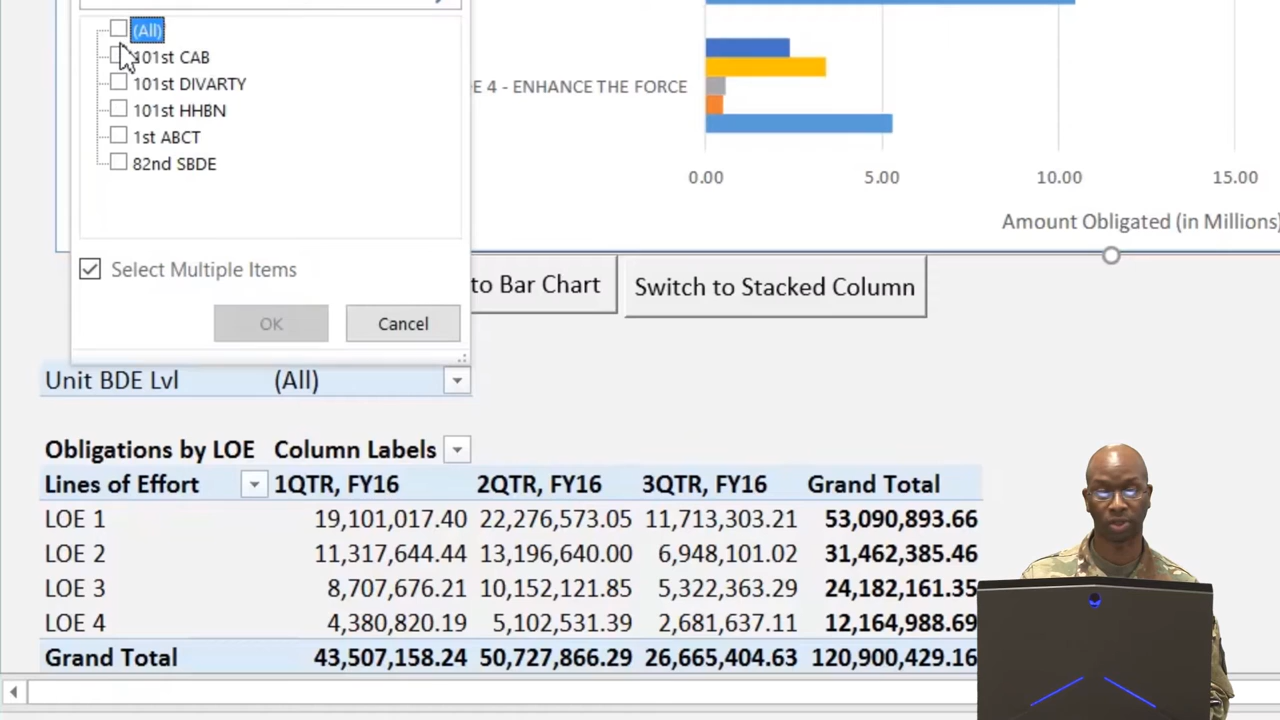 (All)
101st CAB
101st DIVARTY
101st HHBN
1st ABCT
82nd SBDE
Select Multiple Items
OK
Cancel
E 4 - ENHANCE THE FORCE
0.00 5.00 10.00 15.00
Amount Obligated (in Millions)
to Bar Chart
Switch to Stacked Column
Unit BDE Lvl (All)
Obligations by LOE Column Labels
Lines of Effort 1QTR, FY16 2QTR, FY16 3QTR, FY16 Grand Total
LOE 1 19,101,017.40 22,276,573.05 11,713,303.21 53,090,893.66
LOE 2 11,317,644.44 13,196,640.00 6,948,101.02 31,462,385.46
LOE 3 8,707,676.21 10,152,121.85 5,322,363.29 24,182,161.35
LOE 4 4,380,820.19 5,102,531.39 2,681,637.11 12,164,988.69
Grand Total 43,507,158.24 50,727,866.29 26,665,404.63 120,900,429.16